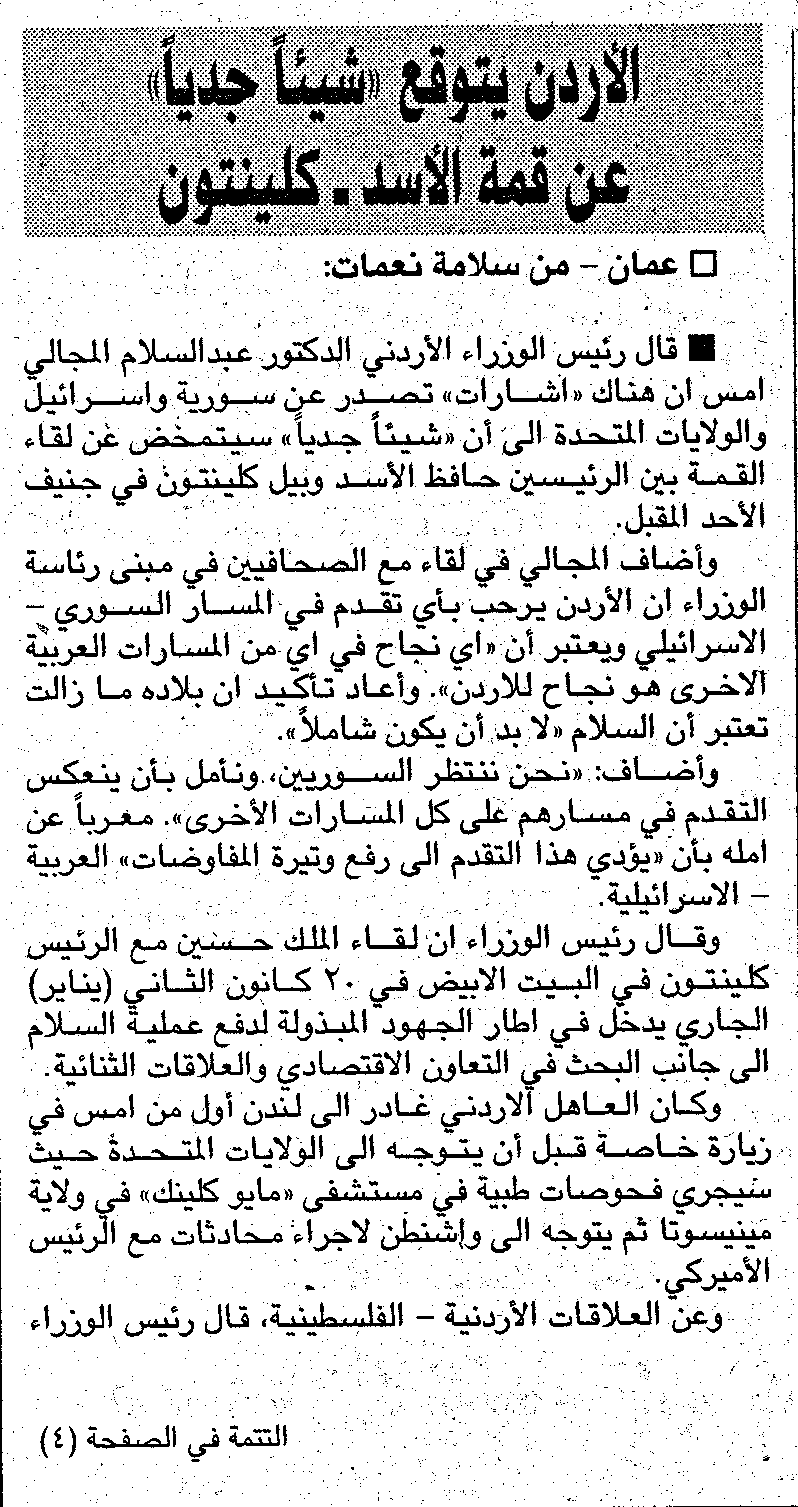 الأردن يتوقع «شيئاً جدياً»
عن قمة الأسد ـ كلينتون
□ عمان – من سلامة نعمات:
■ قال رئيس الوزراء الأردني الدكتور عبدالسلام المجالي
امس ان هناك «اشارات» تصدر عن سورية واسرائيل
والولايات المتحدة الى أن «شيئاً جدياً» سيتمخض عن لقاء
القمة بين الرئيسين حافظ الأسد وبيل كلينتون في جنيف
الأحد المقبل.
وأضاف المجالي في لقاء مع الصحافيين في مبنى رئاسة
الوزراء ان الأردن يرحب بأي تقدم في المسار السوري –
الاسرائيلي ويعتبر أن «اي نجاح في اي من المسارات العربية
الاخرى هو نجاح للاردن». وأعاد تأكيد ان بلاده ما زالت
تعتبر أن السلام «لا بد أن يكون شاملاً».
وأضاف: «نحن ننتظر السوريين، ونأمل بأن ينعكس
التقدم في مسارهم على كل المسارات الأخرى». معرباً عن
امله بأن «يؤدي هذا التقدم الى رفع وتيرة المفاوضات» العربية
– الاسرائيلية.
وقال رئيس الوزراء ان لقاء الملك حسين مع الرئيس
كلينتون في البيت الابيض في ٢٠ كانون الثاني (يناير)
الجاري يدخل في اطار الجهود المبذولة لدفع عملية السلام
الى جانب البحث في التعاون الاقتصادي والعلاقات الثنائية.
وكان العاهل الاردني غادر الى لندن أول من امس في
زيارة خاصة قبل أن يتوجه الى الولايات المتحدة حيث
سيجري فحوصات طبية في مستشفى «مايو كلينك» في ولاية
مينيسوتا ثم يتوجه الى واشنطن لاجراء محادثات مع الرئيس
الأميركي.
وعن العلاقات الأردنية – الفلسطينية، قال رئيس الوزراء
التتمة في الصفحة (٤)